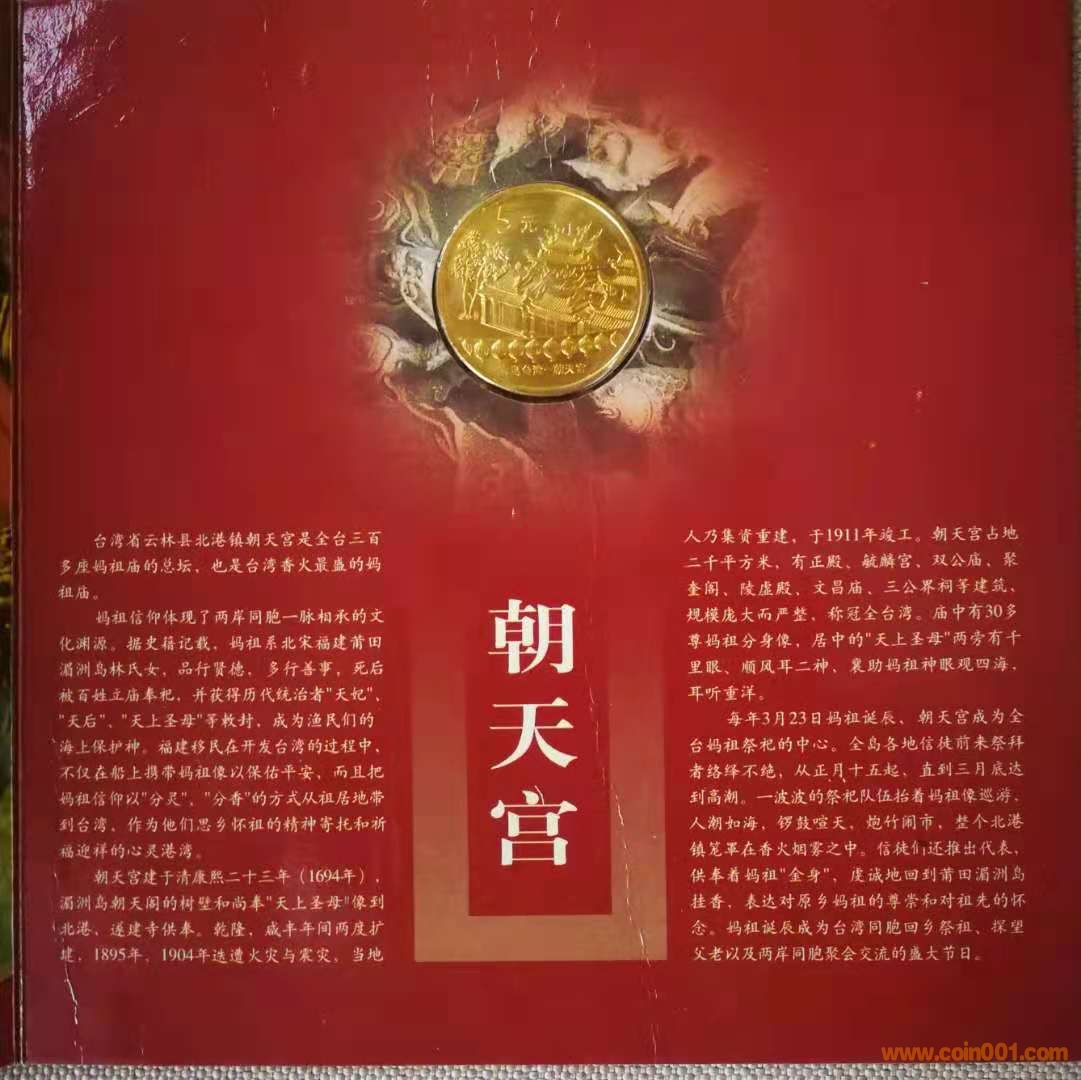 5元
岛台湾·朝天宫
朝天宫
台湾省云林县北港镇朝天宫是全台三百
多座妈祖庙的总坛，也是台湾香火最盛的妈
祖庙。
妈祖信仰体现了两岸同胞一脉相承的文
化渊源。据史籍记载，妈祖系北宋福建莆田
湄洲岛林氏女，品行贤德，多行善事，死后
被百姓立庙奉祀，并获得历代统治者"天妃"、
"天后"、"天上圣母"等敕封，成为渔民们的
海上保护神。福建移民在开发台湾的过程中，
不仅在船上携带妈祖像以保佑平安，而且把
妈祖信仰以"分灵"、"分香"的方式从祖居地带
到台湾，作为他们思乡怀祖的精神寄托和祈
福迎祥的心灵港湾。
朝天宫建于清康熙二十三年（1694年），
湄洲岛朝天阁的树壁和尚奉"天上圣母"像到
北港，遂建寺供奉。乾隆，咸丰年间两度扩
建，1895年，1904年迭遭火灾与震灾，当地
人乃集资重建，于1911年竣工。朝天宫占地
二千平方米，有正殿、毓麟宫、双公庙、聚
奎阁、陵虚殿、文昌庙、三公界祠等建筑，
规模庞大而严整，称冠全台湾。庙中有30多
尊妈祖分身像，居中的"天上圣母"两旁有千
里眼、顺风耳二神，襄助妈祖神眼观四海，
耳听重洋。
每年3月23日妈祖诞辰、朝天宫成为全
台妈祖祭祀的中心。全岛各地信徒前来祭拜
者络绎不绝，从正月十五起、直到三月底达
到高潮。一波波的祭祀队伍抬着妈祖像巡游，
人潮如海，锣鼓喧天，炮竹闹市，整个北港
镇笼罩在香火烟雾之中。信徒们还推出代表，
供奉着妈祖"金身"，虔诚地回到莆田湄洲岛
挂香，表达对原乡妈祖的尊崇和对祖先的怀
念。妈祖诞辰成为台湾同胞回乡祭祖、探望
父老以及两岸同胞聚会交流的盛大节日。
www.coin001.com